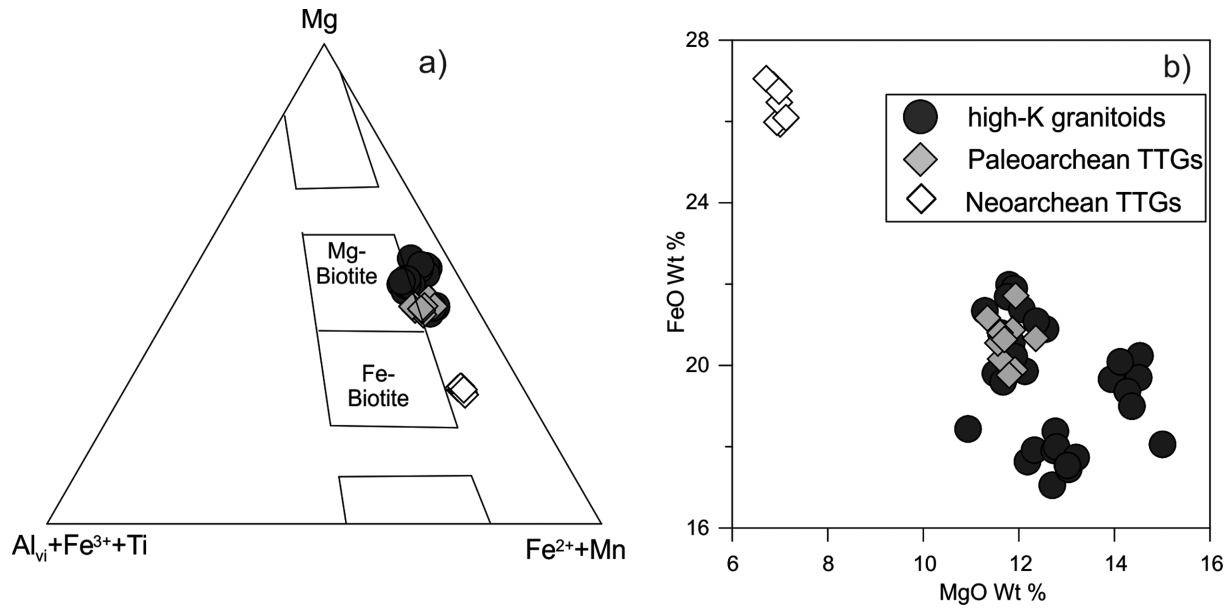 Mg
a)
Mg-
Biotite
Fe-
Biotite
Alvi+Fe³⁺+Ti
Fe²⁺+Mn
b)
high-K granitoids
Paleoarchean TTGs
Neoarchean TTGs
FeO Wt %
28
24
20
16
6
8
10
12
14
16
MgO Wt %